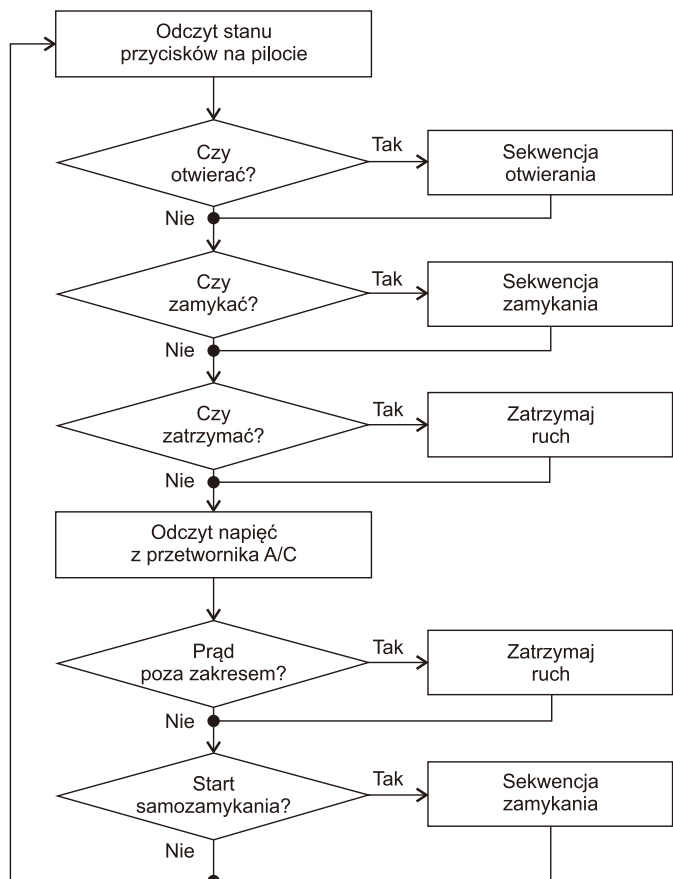 Odczyt stanu
przycisków na pilocie
Czy
otwierać?
Tak
Sekwencja
otwierania
Nie
Czy
zamykać?
Tak
Sekwencja
zamykania
Nie
Czy
zatrzymać?
Tak
Zatrzymaj
ruch
Nie
Odczyt napięć
z przetwornika A/C
Prąd
poza zakresem?
Tak
Zatrzymaj
ruch
Nie
Start
samozamykania?
Tak
Sekwencja
zamykania
Nie